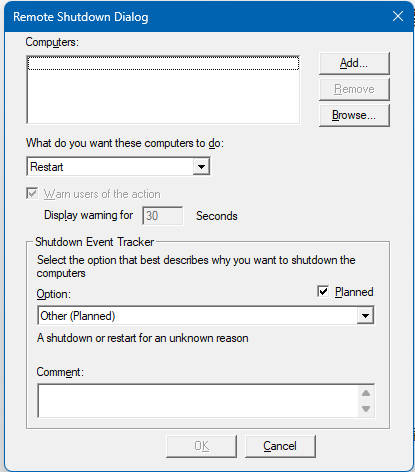 Remote Shutdown Dialog
Computers:
Add...
Remove
Browse...
What do you want these computers to do:
Restart
Warn users of the action
Display warning for 30 Seconds
Shutdown Event Tracker
Select the option that best describes why you want to shutdown the
computers
Option:
Planned
Other (Planned)
A shutdown or restart for an unknown reason
Comment:
OK
Cancel